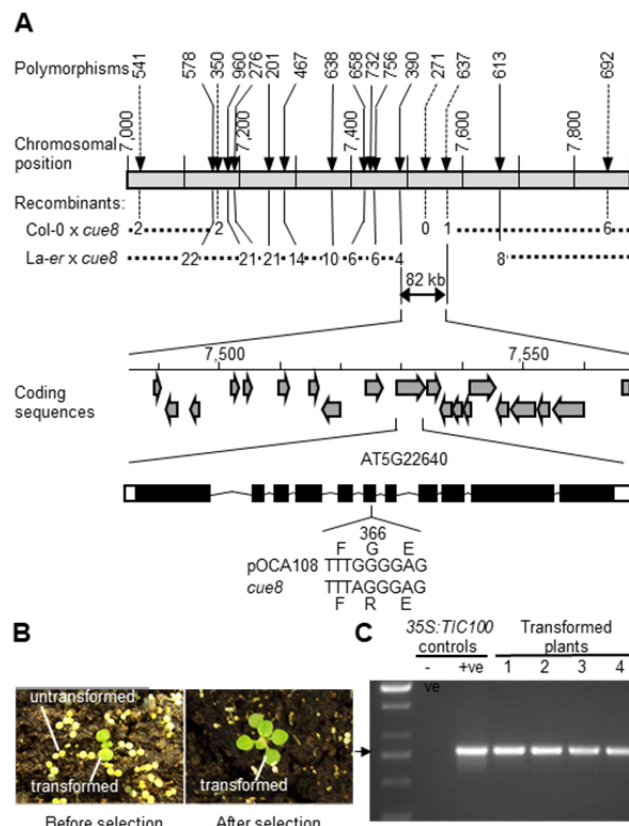 A
Polymorphisms 541 578 350 960 276 201 467 638 658 732 756 390 271 637 613 692
Chromosomal position 7,000 7,200 7,400 7,600 7,800
Recombinants:
Col-0 x cue8 2 2 0 1 6
La-er x cue8 22 21 21 14 10 6 6 4 8
82 kb
7,500 7,550
Coding sequences
AT5G22640
366
F G E
pOCA108 TTTGGGGAG
cue8 TTTAGGGAG
F R E
B
untransformed
transformed
Before selection
transformed
After selection
C
35S:TIC100 controls
Transformed plants
- +ve 1 2 3 4
ve